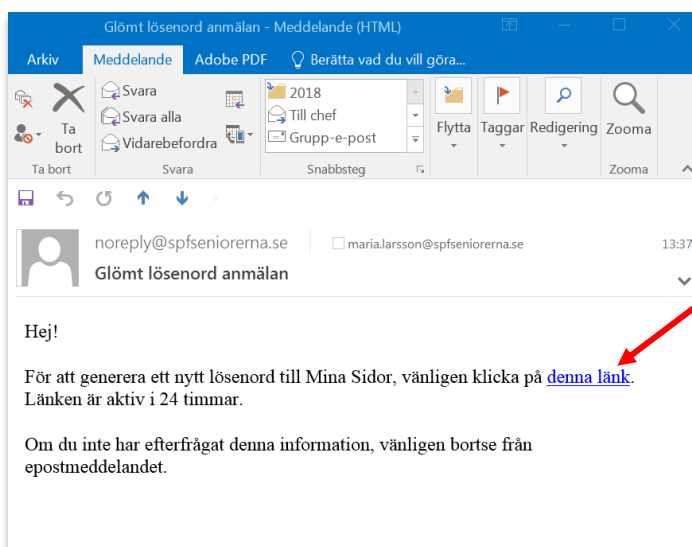 Glömt lösenord anmälan - Meddelande (HTML)
Arkiv Meddelande Adobe PDF Berätta vad du vill göra...
Ta bort
Svara
Svara alla
Vidarebefordra
2018
Till chef
Grupp-e-post
Flytta Taggar Redigering Zooma
Ta bort Svara Snabbsteg Zooma
noreply@spfseniorerna.se maria.larsson@spfseniorerna.se 13:37
Glömt lösenord anmälan
Hej!
För att generera ett nytt lösenord till Mina Sidor, vänligen klicka på denna länk.
Länken är aktiv i 24 timmar.
Om du inte har efterfrågat denna information, vänligen bortse från
epostmeddelandet.